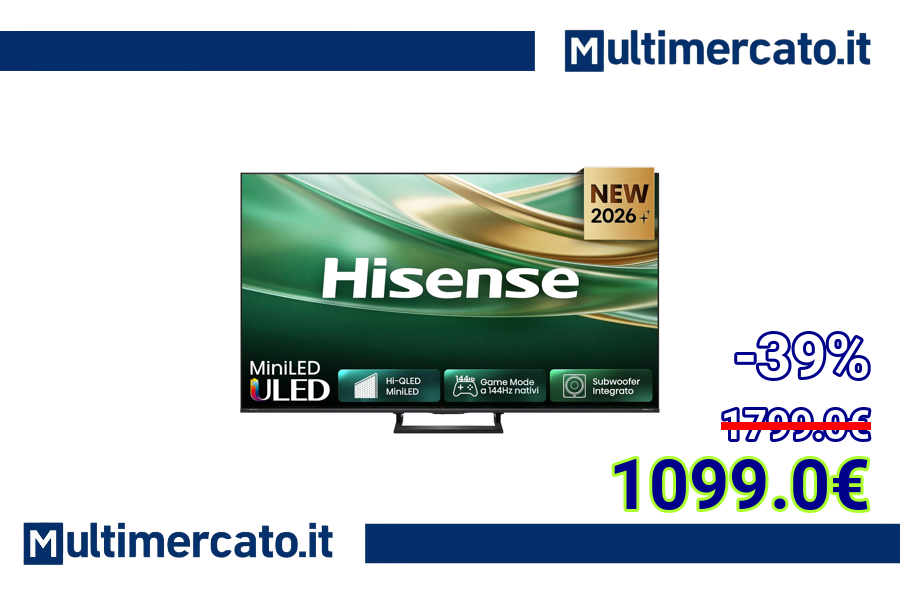 Multimercato.it
NEW
2026+
Hisense
MiniLED
ULED
Hi-QLED
MiniLED
144Hz
Game Mode
a 144Hz nativi
Subwoofer
Integrato
-39%
1799.0€
1099.0€
Multimercato.it